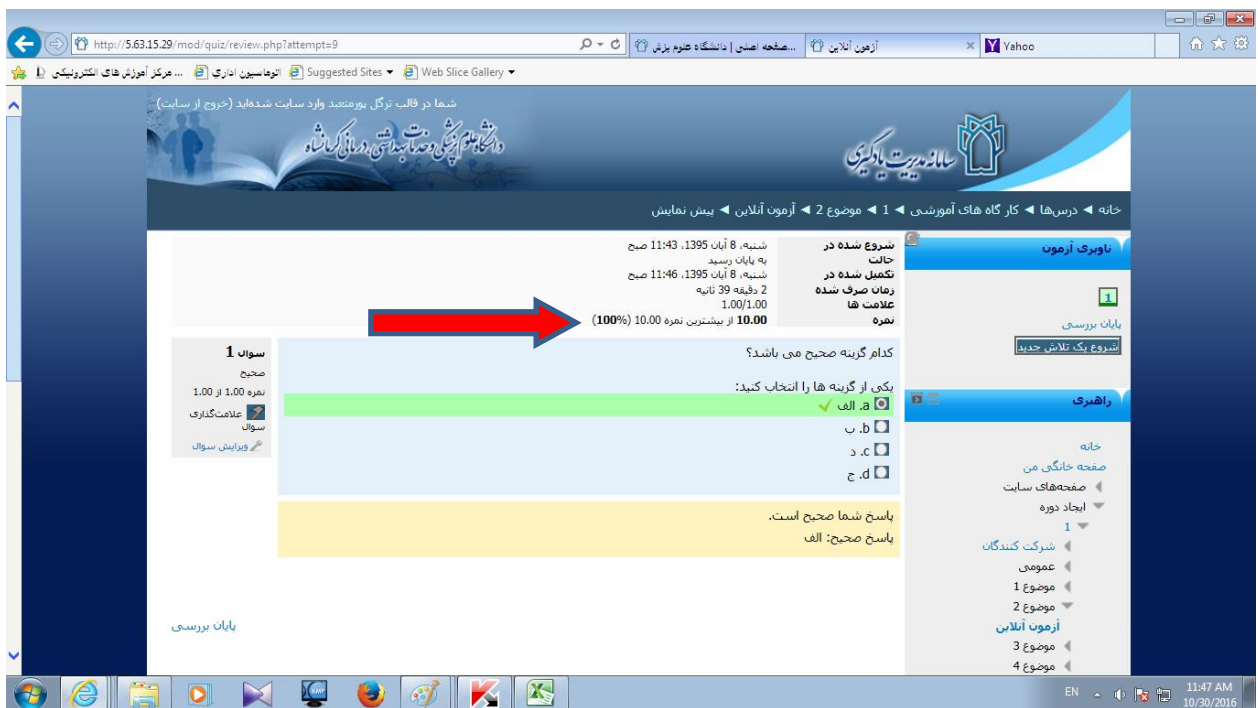 http://5.63.15.29/mod/quiz/review.php?attempt=9
صفحه اصلی | دانشگاه علوم پزش...
آزمون آنلاین
Yahoo
مرکز آموزش های الکترونیکی ...
اتوماسیون اداری
Suggested Sites
Web Slice Gallery
شما در قالب نرگل پورمتعبد وارد سایت شده‌اید (خروج از سایت)
دانشگاه علوم پزشکی و خدمات بهداشتی درمانی کرمانشاه
سامانه مدیریت یادگیری
خانه ◄ درس‌ها ◄ کار گاه های آموزشی ◄ 1 ◄ موضوع 2 ◄ آزمون آنلاین ◄ پیش نمایش
ناوبری آزمون
1
پایان بررسی
شروع یک تلاش جدید
شروع شده در شنبه، 8 آبان 1395، 11:43 صبح
حالت به پایان رسید
تکمیل شده در شنبه، 8 آبان 1395، 11:46 صبح
زمان صرف شده 2 دقیقه 39 ثانیه
علامت ها 1.00/1.00
نمره 10.00 از بیشترین نمره 10.00 (100%)
سوال 1
صحیح
نمره 1.00 از 1.00
علامت‌گذاری
سوال
ویرایش سوال
کدام گزینه صحیح می باشد؟
یکی از گزینه ها را انتخاب کنید:
a. الف
b. ب
c. د
d. ج
پاسخ شما صحیح است.
پاسخ صحیح: الف
پایان بررسی
راهبری
خانه
صفحه خانگی من
صفحه‌های سایت
ایجاد دوره
1
شرکت کنندگان
عمومی
موضوع 1
موضوع 2
آزمون آنلاین
موضوع 3
موضوع 4
EN
11:47 AM
10/30/2016